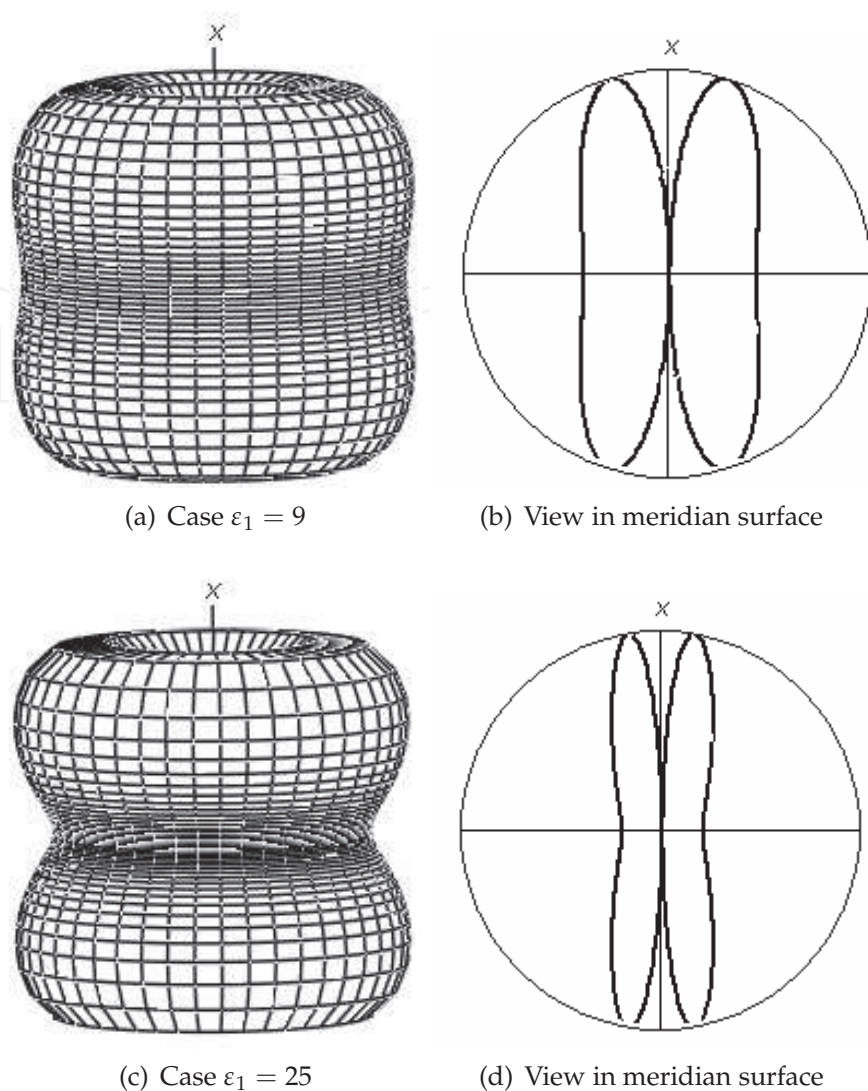 x
x
(a) Case ε₁ = 9
(b) View in meridian surface
x
x
(c) Case ε₁ = 25
(d) View in meridian surface